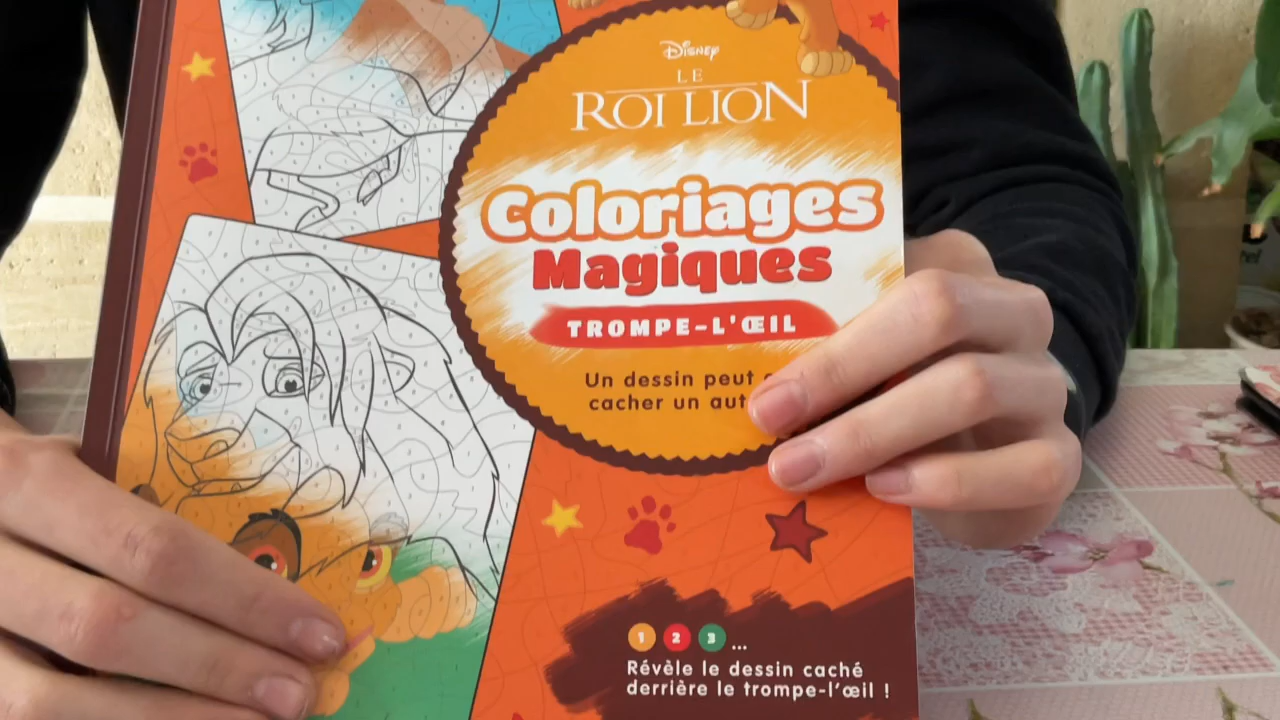 Disney
LE
ROI LION
Coloriages
Magiques
TROMPE-L'ŒIL
Un dessin peut
cacher un
1 2 3 ...
Révèle le dessin caché
derrière le trompe-l'œil !